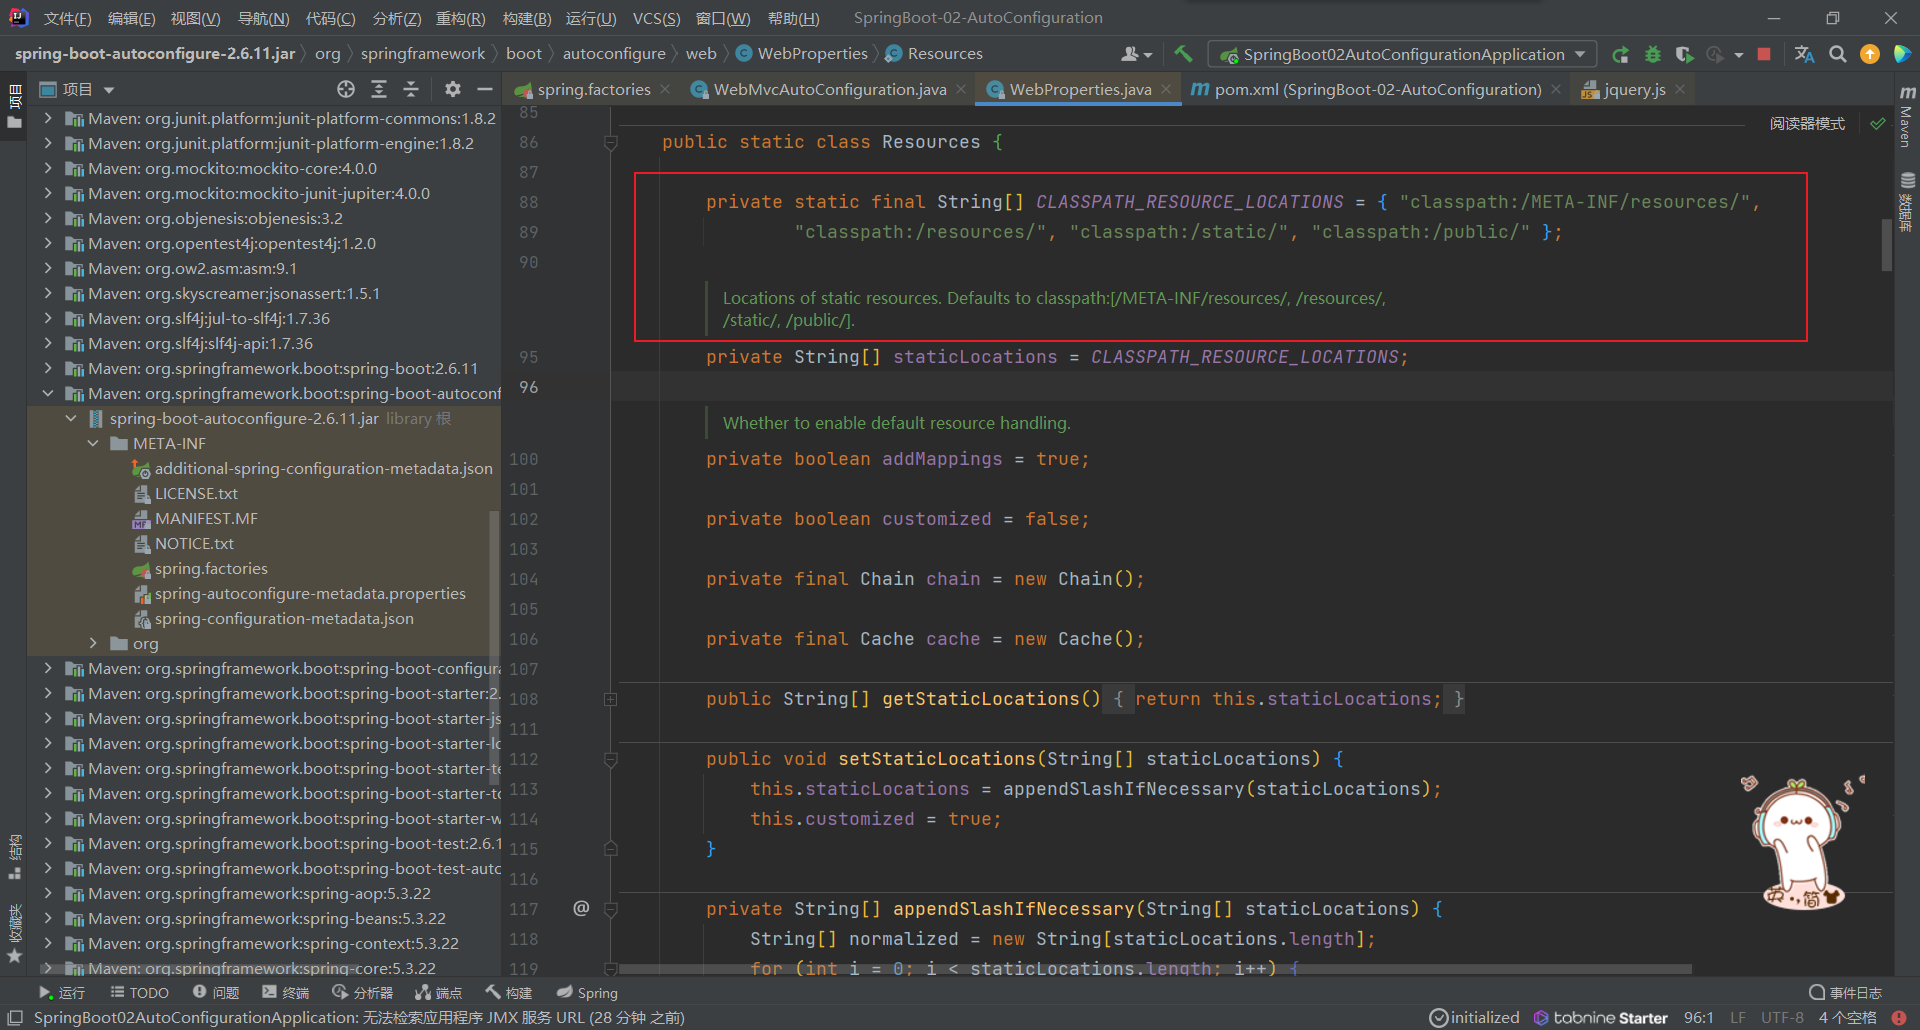 文件(F) 编辑(E) 视图(V) 导航(N) 代码(C) 分析(Z) 重构(R) 构建(B) 运行(U) VCS(S) 窗口(W) 帮助(H) SpringBoot-02-AutoConfiguration
spring-boot-autoconfigure-2.6.11.jar org springframework boot autoconfigure web WebProperties Resources
SpringBoot02AutoConfigurationApplication
项目
项目
spring.factories
WebMvcAutoConfiguration.java
WebProperties.java
pom.xml (SpringBoot-02-AutoConfiguration)
jquery.js
Maven: org.junit.platform:junit-platform-commons:1.8.2
Maven: org.junit.platform:junit-platform-engine:1.8.2
Maven: org.mockito:mockito-core:4.0.0
Maven: org.mockito:mockito-junit-jupiter:4.0.0
Maven: org.objenesis:objenesis:3.2
Maven: org.opentest4j:opentest4j:1.2.0
Maven: org.ow2.asm:asm:9.1
Maven: org.skyscreamer:jsonassert:1.5.1
Maven: org.slf4j:jul-to-slf4j:1.7.36
Maven: org.slf4j:slf4j-api:1.7.36
Maven: org.springframework.boot:spring-boot:2.6.11
Maven: org.springframework.boot:spring-boot-autoconf
spring-boot-autoconfigure-2.6.11.jar library 根
META-INF
additional-spring-configuration-metadata.json
LICENSE.txt
MANIFEST.MF
NOTICE.txt
spring.factories
spring-autoconfigure-metadata.properties
spring-configuration-metadata.json
org
Maven: org.springframework.boot:spring-boot-configura
Maven: org.springframework.boot:spring-boot-starter:2.
Maven: org.springframework.boot:spring-boot-starter-js
Maven: org.springframework.boot:spring-boot-starter-lo
Maven: org.springframework.boot:spring-boot-starter-te
Maven: org.springframework.boot:spring-boot-starter-to
Maven: org.springframework.boot:spring-boot-starter-w
Maven: org.springframework.boot:spring-boot-test:2.6.1
Maven: org.springframework.boot:spring-boot-test-auto
Maven: org.springframework:spring-aop:5.3.22
Maven: org.springframework:spring-beans:5.3.22
Maven: org.springframework:spring-context:5.3.22
Maven: org.springframework:spring-core:5.3.22
结构
收藏夹
85
阅读器模式
86 public static class Resources {
87
88 private static final String[] CLASSPATH_RESOURCE_LOCATIONS = { "classpath:/META-INF/resources/",
89 "classpath:/resources/", "classpath:/static/", "classpath:/public/" };
90
Locations of static resources. Defaults to classpath:[/META-INF/resources/, /resources/,
/static/, /public/].
95 private String[] staticLocations = CLASSPATH_RESOURCE_LOCATIONS;
96
Whether to enable default resource handling.
100 private boolean addMappings = true;
101
102 private boolean customized = false;
103
104 private final Chain chain = new Chain();
105
106 private final Cache cache = new Cache();
107
108 public String[] getStaticLocations() { return this.staticLocations; }
111
112 public void setStaticLocations(String[] staticLocations) {
113 this.staticLocations = appendSlashIfNecessary(staticLocations);
114 this.customized = true;
115 }
116
117 @ private String[] appendSlashIfNecessary(String[] staticLocations) {
118 String[] normalized = new String[staticLocations.length];
119 for (int i = 0; i < staticLocations.length; i++) {
Maven
数据库
英 简
运行 TODO 问题 终端 分析器 端点 构建 Spring 事件日志
SpringBoot02AutoConfigurationApplication: 无法检索应用程序 JMX 服务 URL (28 分钟 之前)
initialized tabnine Starter 96:1 LF UTF-8 4 个空格